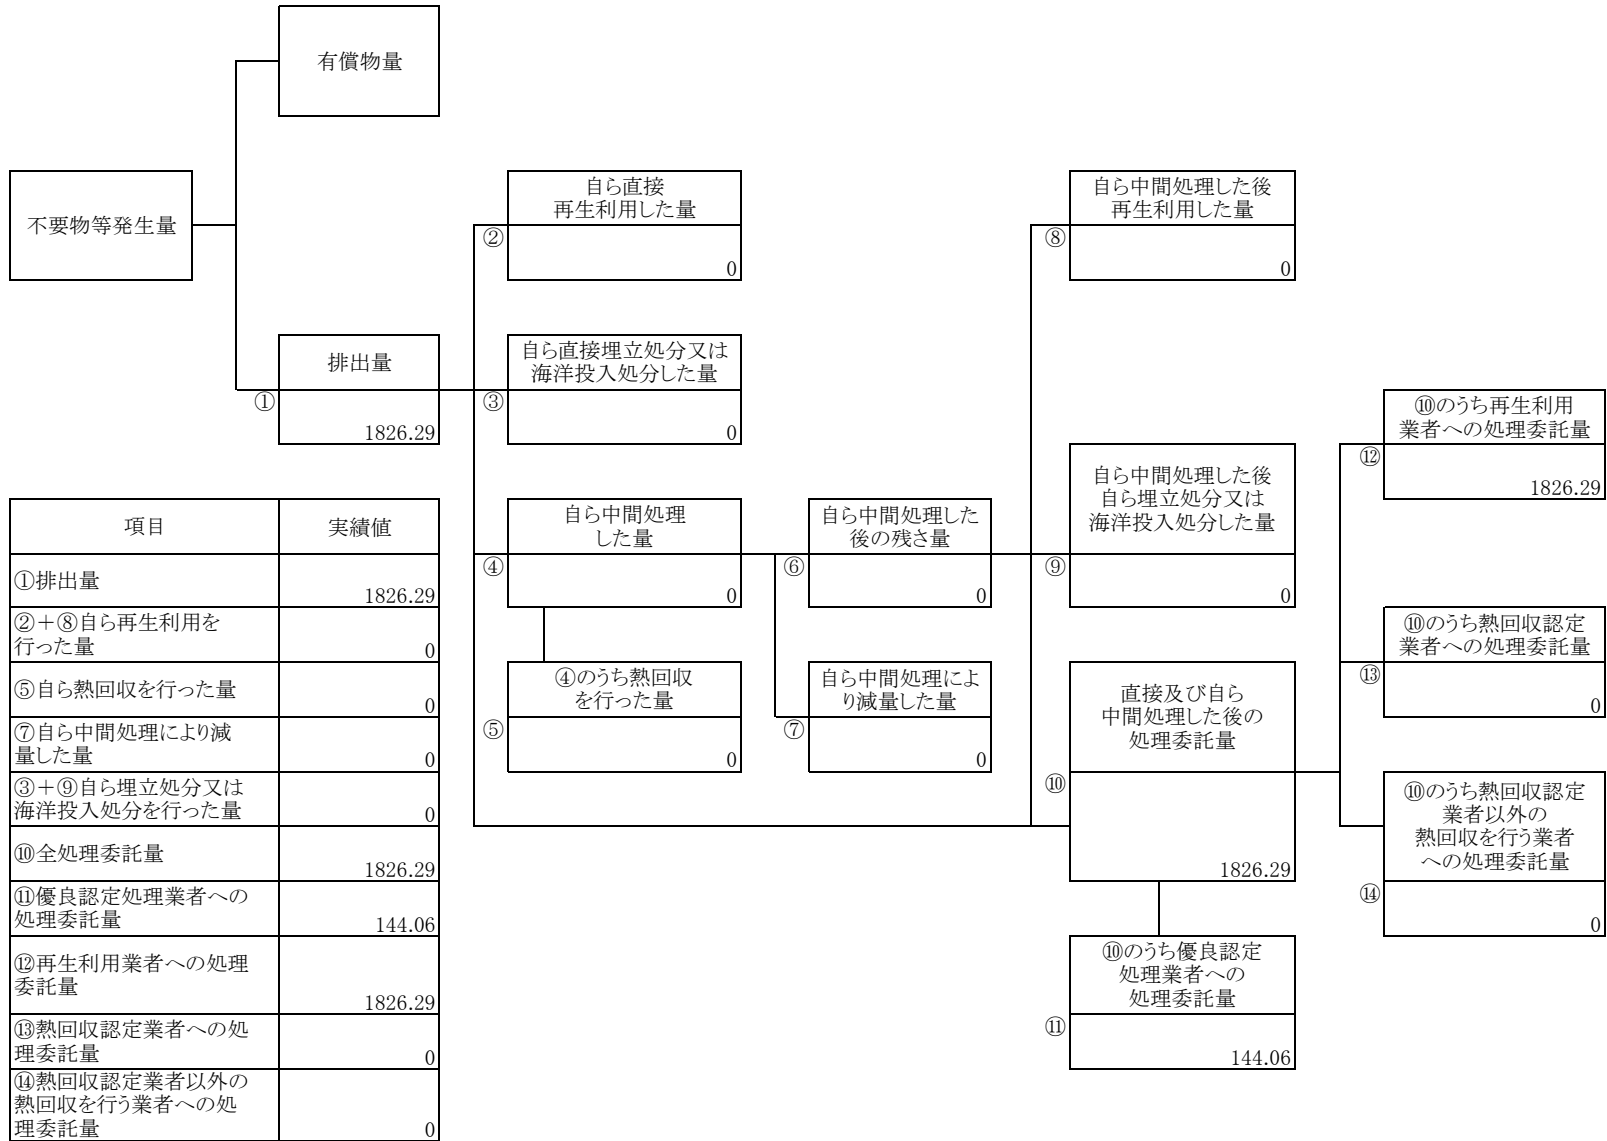 有償物量
不要物等発生量
自ら直接
再生利用した量
②
0
自ら中間処理した後
再生利用した量
⑧
0
排出量
①
1826.29
自ら直接埋立処分又は
海洋投入処分した量
③
0
⑩のうち再生利用
業者への処理委託量
⑫
1826.29
自ら中間処理
した量
④
0
自ら中間処理した
後の残さ量
⑥
0
自ら中間処理した後
自ら埋立処分又は
海洋投入処分した量
⑨
0
⑩のうち熱回収認定
業者への処理委託量
⑬
0
④のうち熱回収
を行った量
⑤
0
自ら中間処理によ
り減量した量
⑦
0
直接及び自ら
中間処理した後の
処理委託量
⑩
1826.29
⑩のうち熱回収認定
業者以外の
熱回収を行う業者
への処理委託量
⑭
0
⑩のうち優良認定
処理業者への
処理委託量
⑪
144.06
項目
実績値
①排出量
1826.29
②＋⑧自ら再生利用を
行った量
0
⑤自ら熱回収を行った量
0
⑦自ら中間処理により減
量した量
0
③＋⑨自ら埋立処分又は
海洋投入処分を行った量
0
⑩全処理委託量
1826.29
⑪優良認定処理業者への
処理委託量
144.06
⑫再生利用業者への処理
委託量
1826.29
⑬熱回収認定業者への処
理委託量
0
⑭熱回収認定業者以外の
熱回収を行う業者への処
理委託量
0